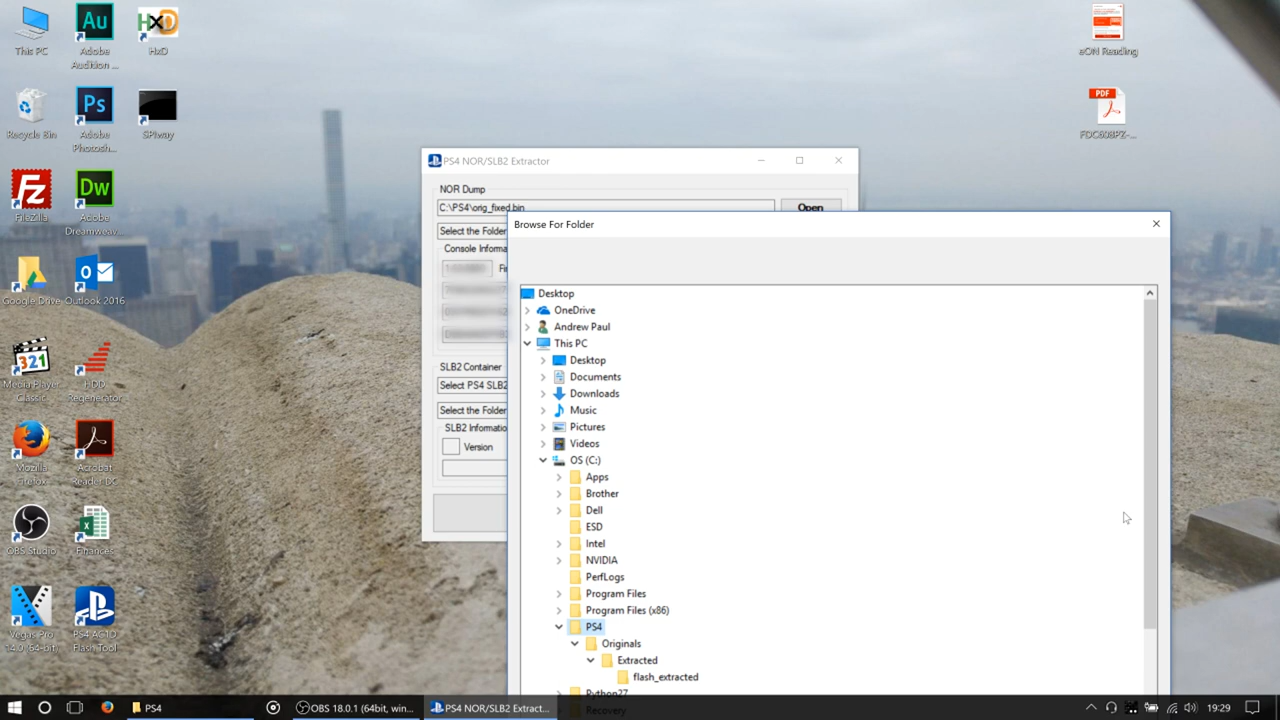 This PC
Adobe
Audition ...
HxD
Recycle Bin
Adobe
Photosh...
SPIway
FileZilla
Adobe
Dreamweav...
Google Drive
Outlook 2016
Media Player
Classic
HDD
Regenerator
Mozilla
Firefox
Acrobat
Reader DC
OBS Studio
Finances
Vegas Pro
14.0 (64-bit)
PS4 AC1D
Flash Tool
eON Reading
PDF
FDC608PZ-...
PS4 NOR/SLB2 Extractor
NOR Dump
C:\PS4\orig_fixed.bin
Open
Select the Folder
Console Informa
SLB2 Container
Select PS4 SLB2
Select the Folder
SLB2 Information
Version
Browse For Folder
Desktop
OneDrive
Andrew Paul
This PC
Desktop
Documents
Downloads
Music
Pictures
Videos
OS (C:)
Apps
Brother
Dell
ESD
Intel
NVIDIA
PerfLogs
Program Files
Program Files (x86)
PS4
Originals
Extracted
flash_extracted
Python27
Recovery
PS4
OBS 18.0.1 (64bit, win...
PS4 NOR/SLB2 Extract...
19:29